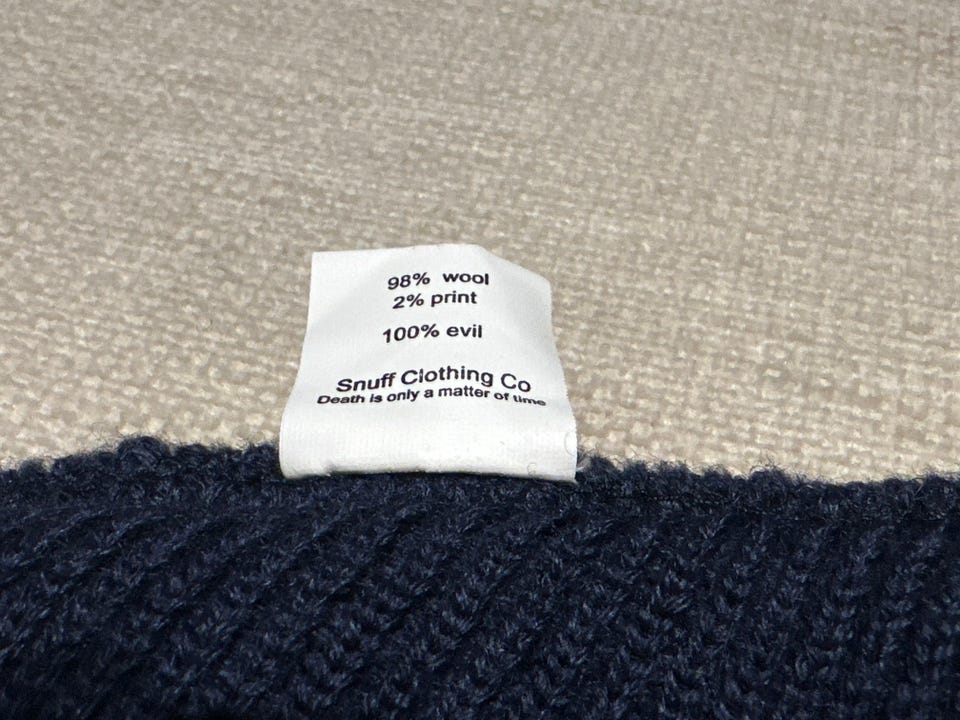 98% wool
2% print
100% evil
Snuff Clothing Co
Death is only a matter of time